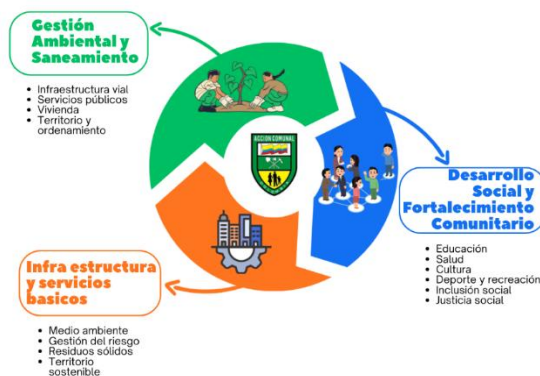 Gestión
Ambiental y
Saneamiento
• Infraestructura vial
• Servicios públicos
• Vivienda
• Territorio y
ordenamiento
ACCION COMUNAL
Desarrollo
Social y
Fortalecimiento
Comunitario
• Educación
• Salud
• Cultura
• Deporte y recreación
• Inclusión social
• Justicia social
Infra estructura
y servicios
basicos
• Medio ambiente
• Gestión del riesgo
• Residuos sólidos
• Territorio
sostenible